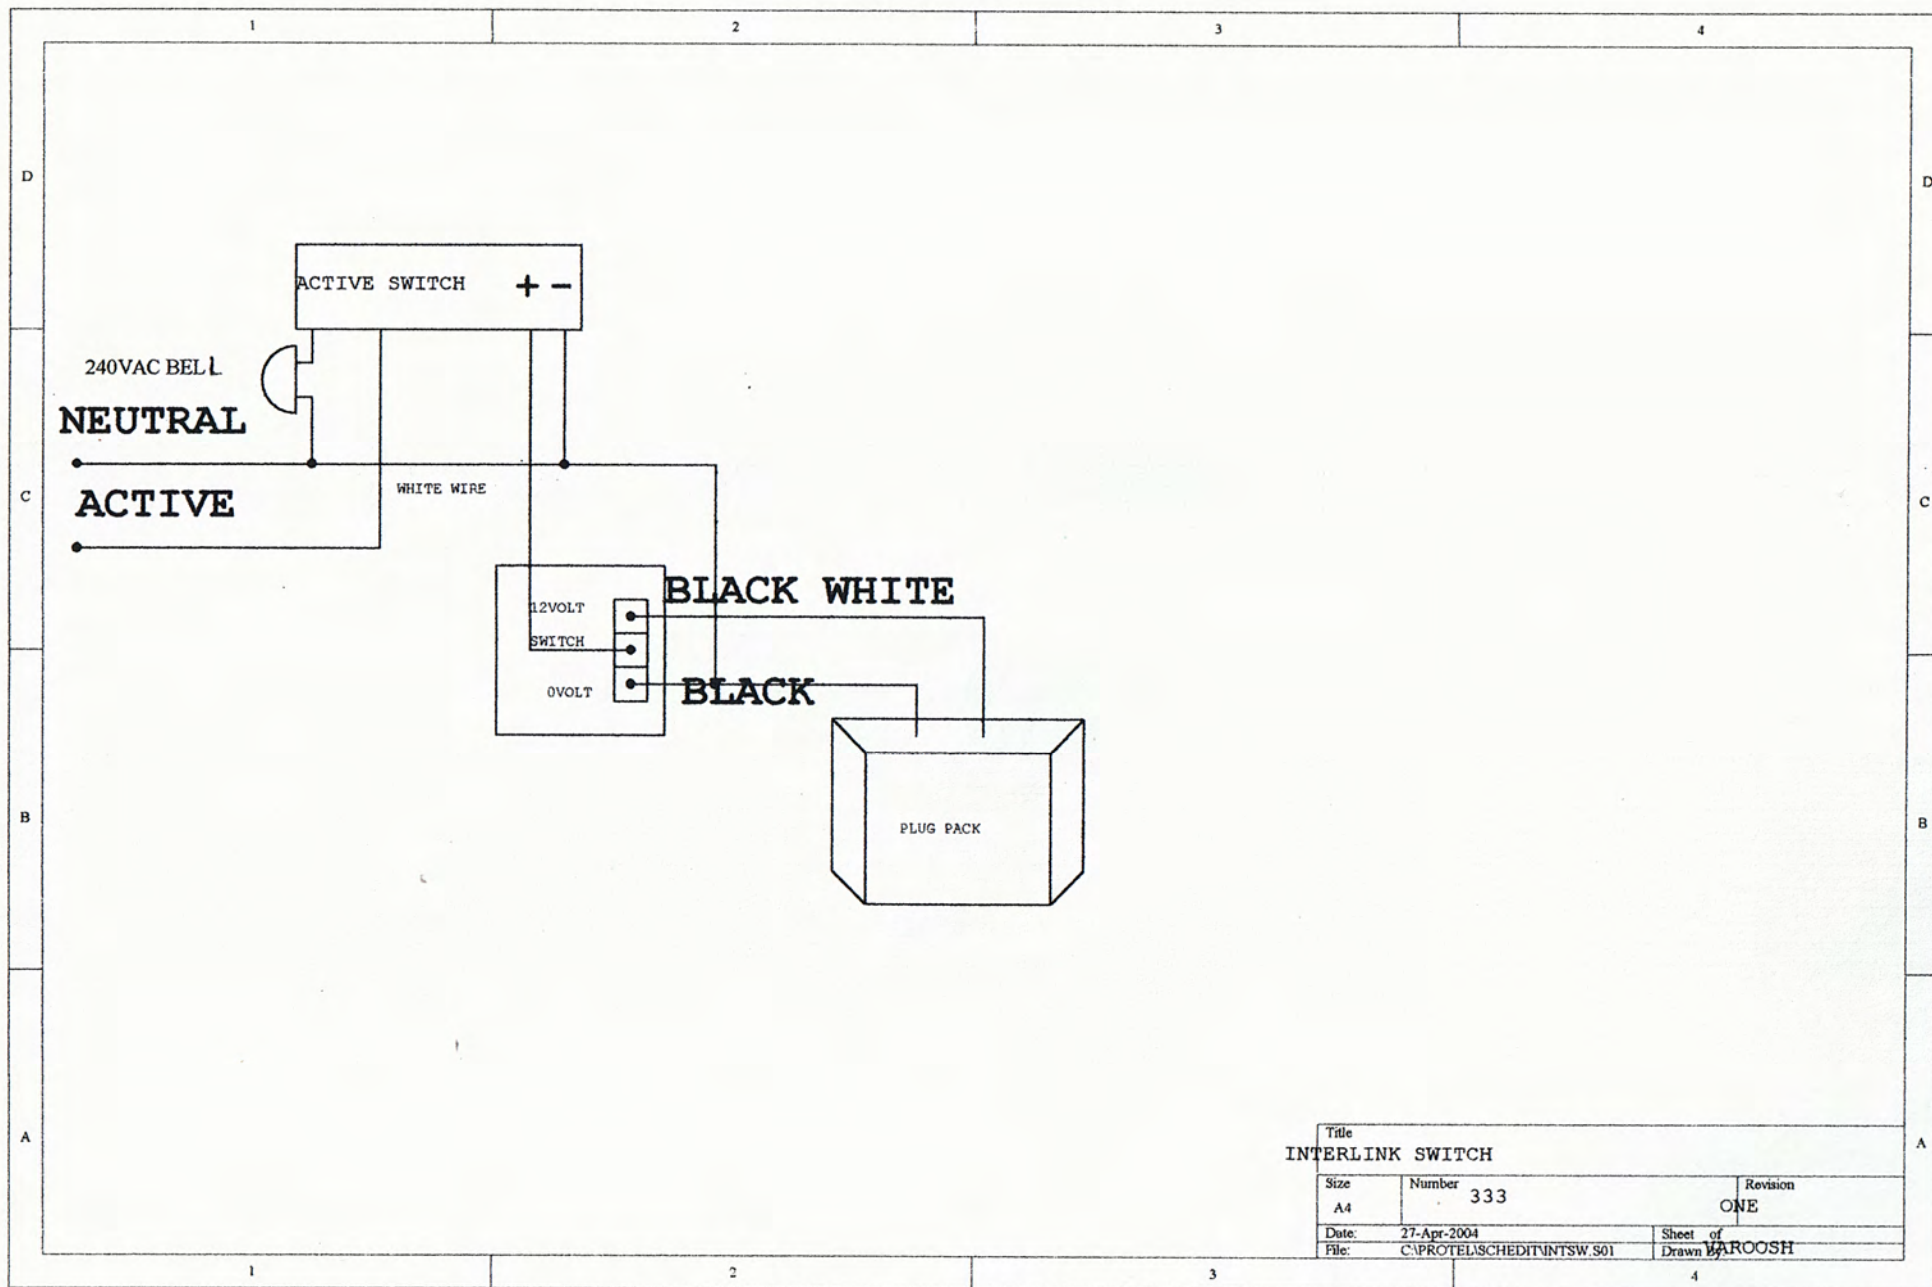 1 2 3 4
D D
ACTIVE SWITCH + -
240VAC BELL
NEUTRAL
WHITE WIRE
C C
ACTIVE
BLACK WHITE
12VOLT
SWITCH
0VOLT
BLACK
B B
PLUG PACK
A A
Title
INTERLINK SWITCH
Size Number Revision
A4 333 ONE
Date: 27-Apr-2004 Sheet of
File: C:\PROTEL\SCHEDIT\INTSW.S01 Drawn By: VAROOSH
1 2 3 4